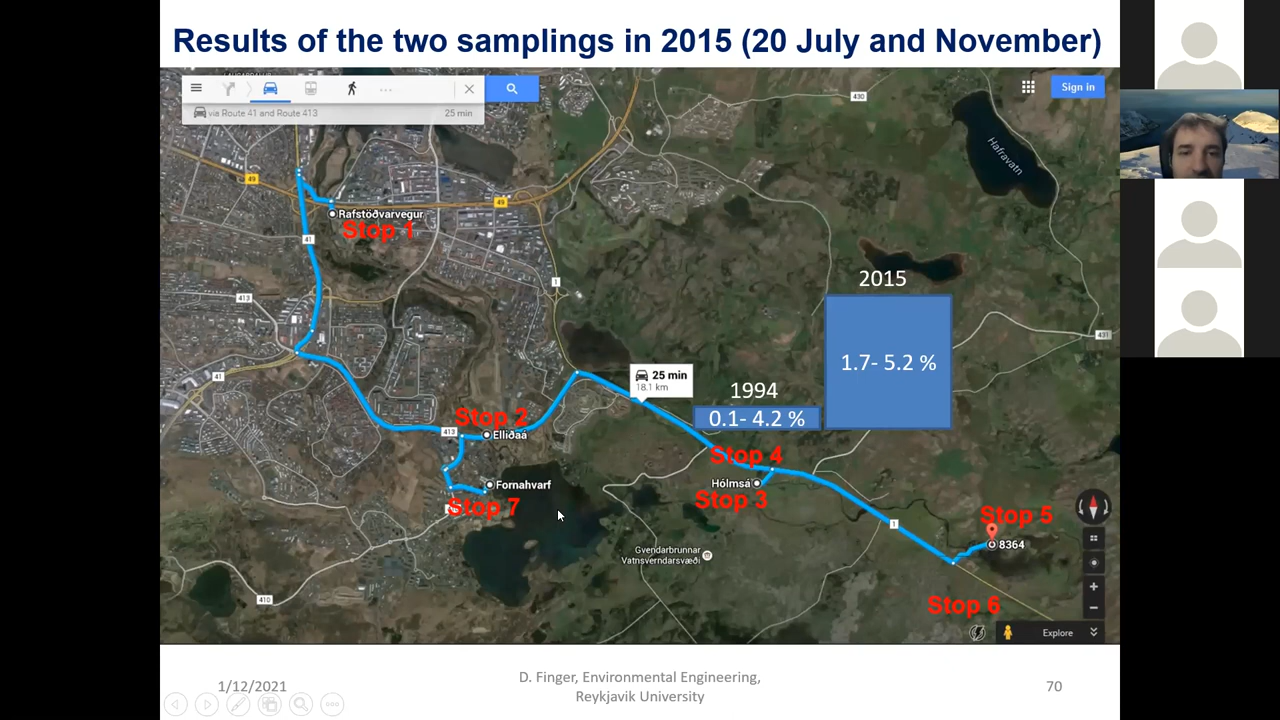 Results of the two samplings in 2015 (20 July and November)
Sign in
via Route 41 and Route 413
25 min
430
Hafravatn
49
49
Rafstöðvarvegur
Stop 1
41
1
413
2015
431
41
25 min
18.1 km
1994
1.7- 5.2 %
0.1- 4.2 %
Stop 2
413
Elliðaá
Stop 4
Fornahvarf
Hólmsá
Stop 3
Stop 7
Stop 5
1
8364
Gvendarbrunnar
Vatnsverndarsvæði
410
Stop 6
Explore
1/12/2021
D. Finger, Environmental Engineering,
Reykjavik University
70